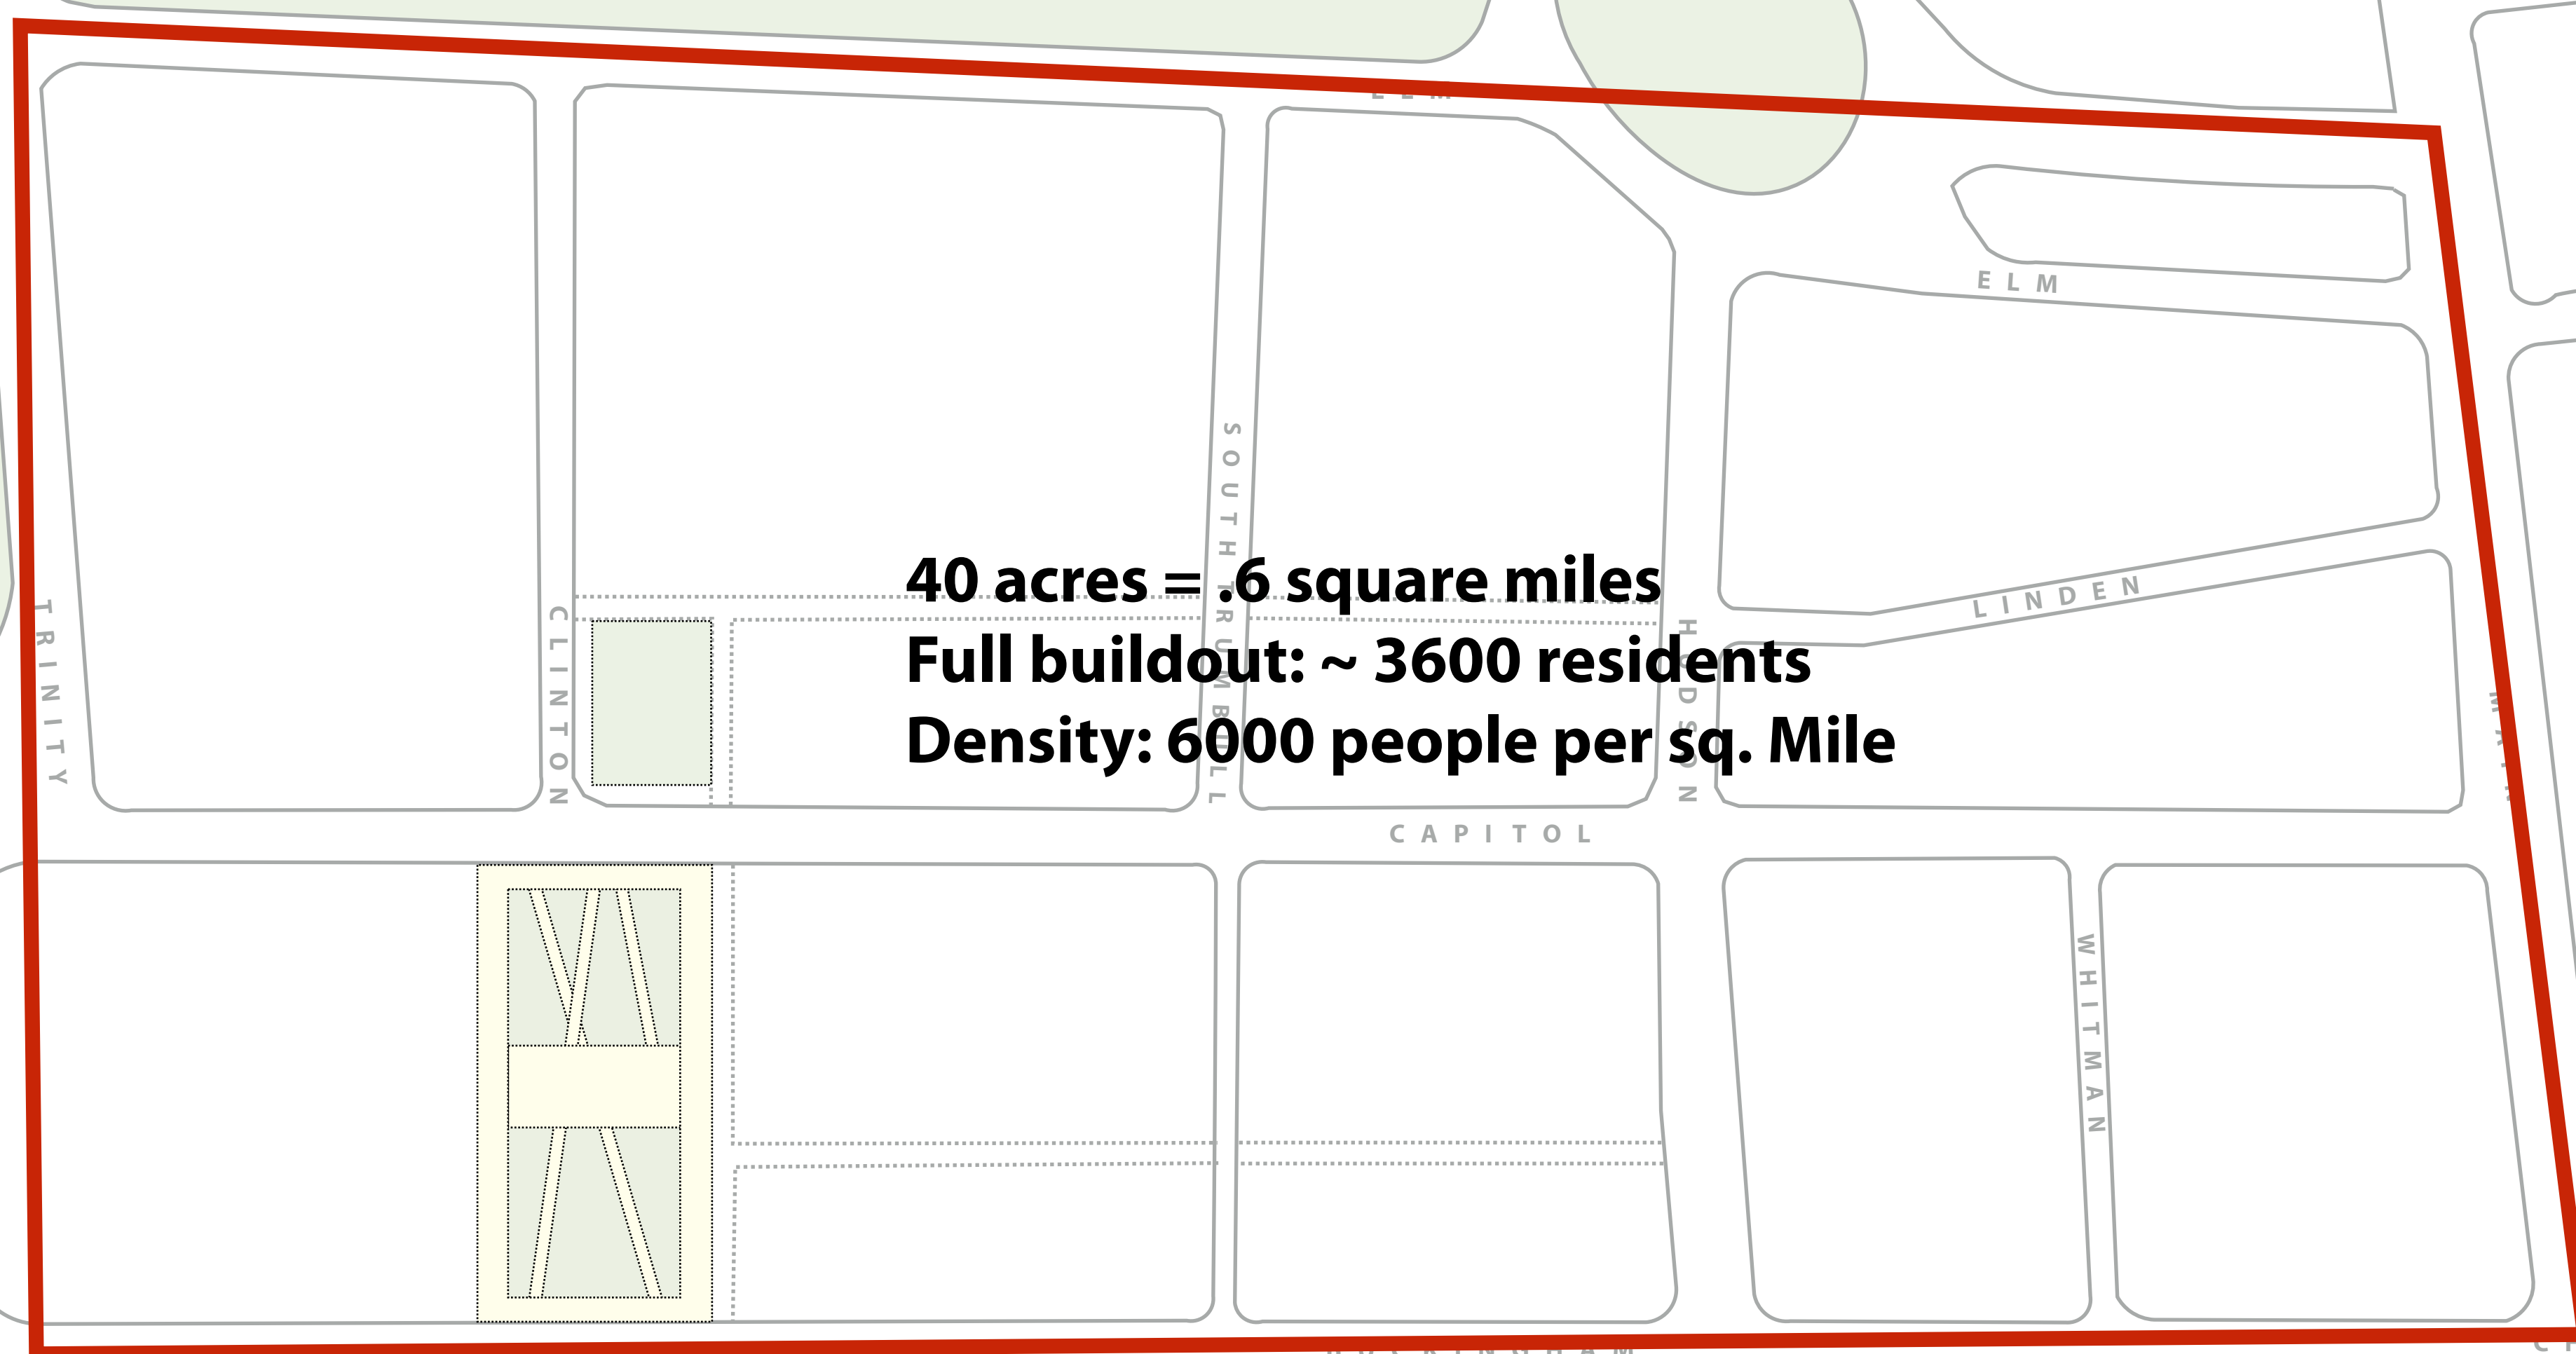 ELM
ELM
SOUTH TRUMBULL
40 acres = .6 square miles
LINDEN
TRINITY
CLINTON
HUDSON
Full buildout: ~ 3600 residents
Density: 6000 people per sq. Mile
CAPITOL
WHITMAN